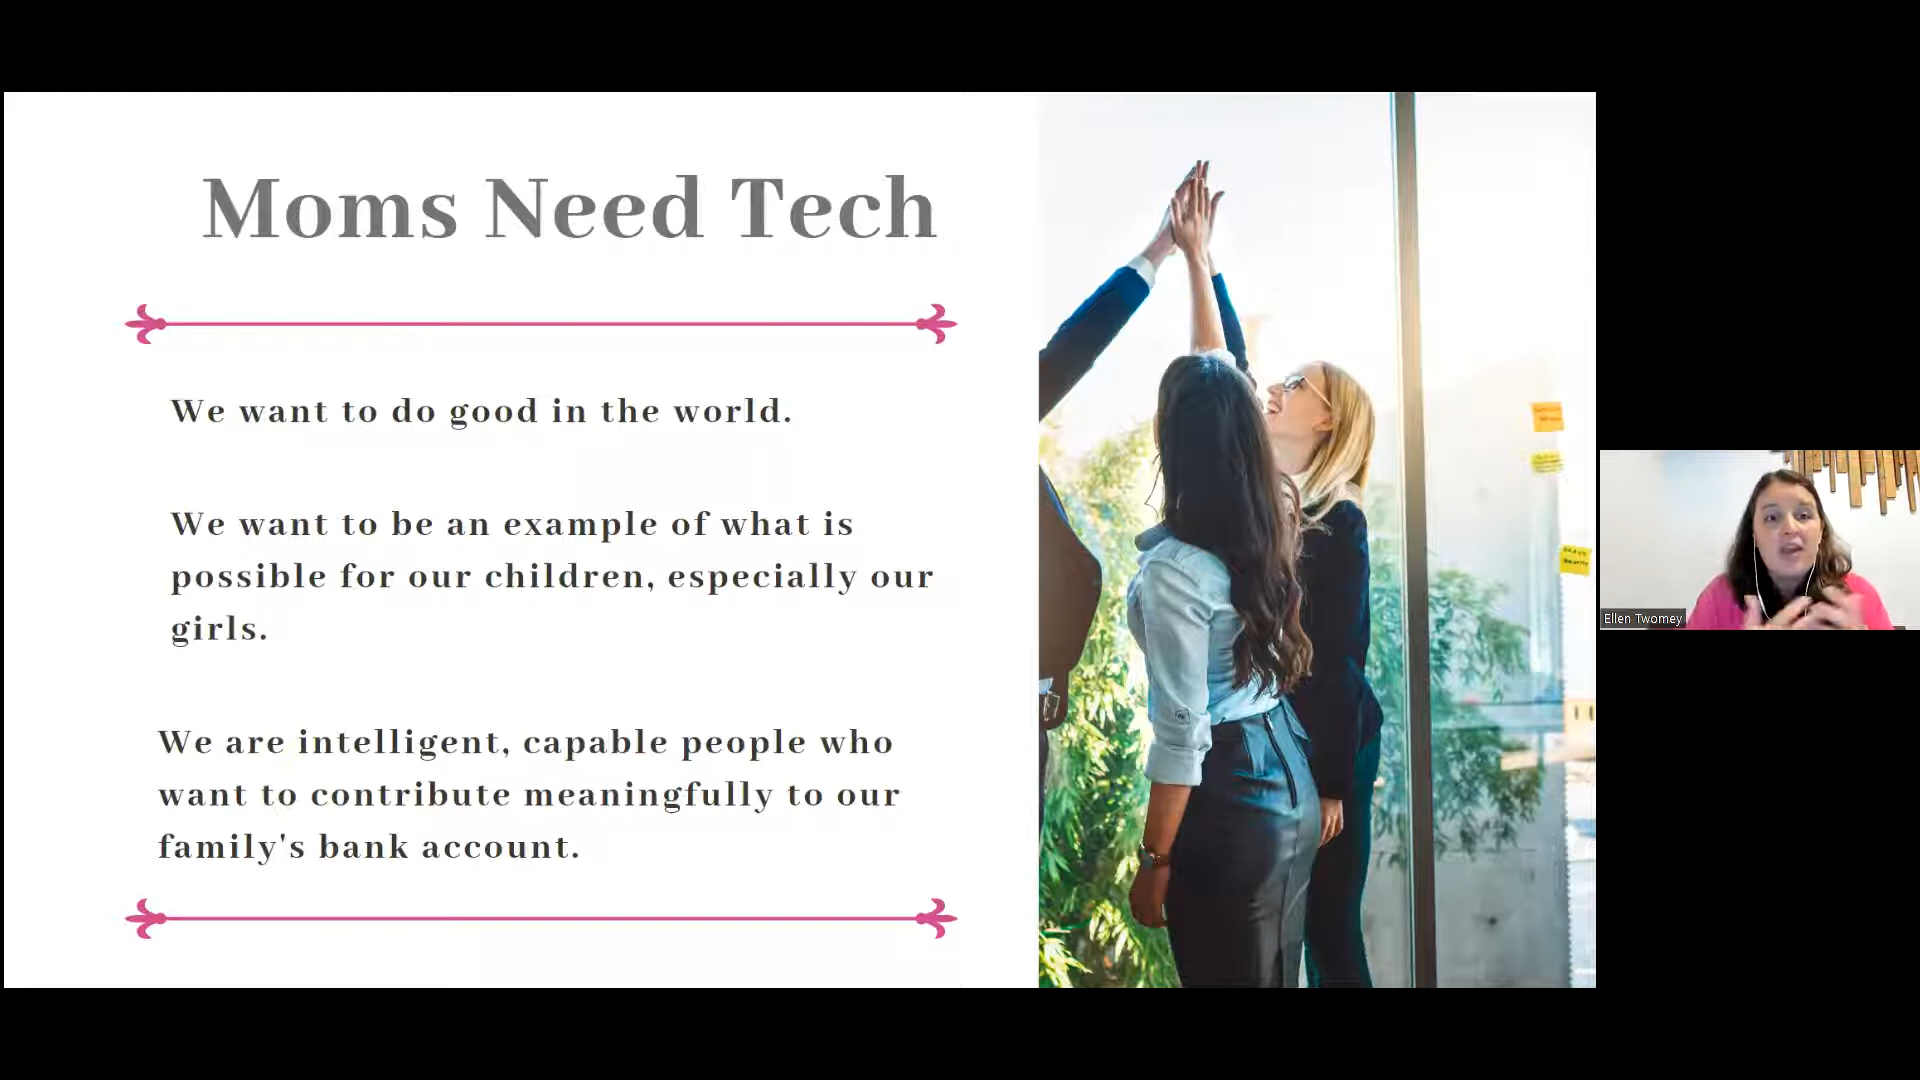 Moms Need Tech
We want to do good in the world.
We want to be an example of what is
possible for our children, especially our
girls.
We are intelligent, capable people who
want to contribute meaningfully to our
family's bank account.
Ellen Twomey